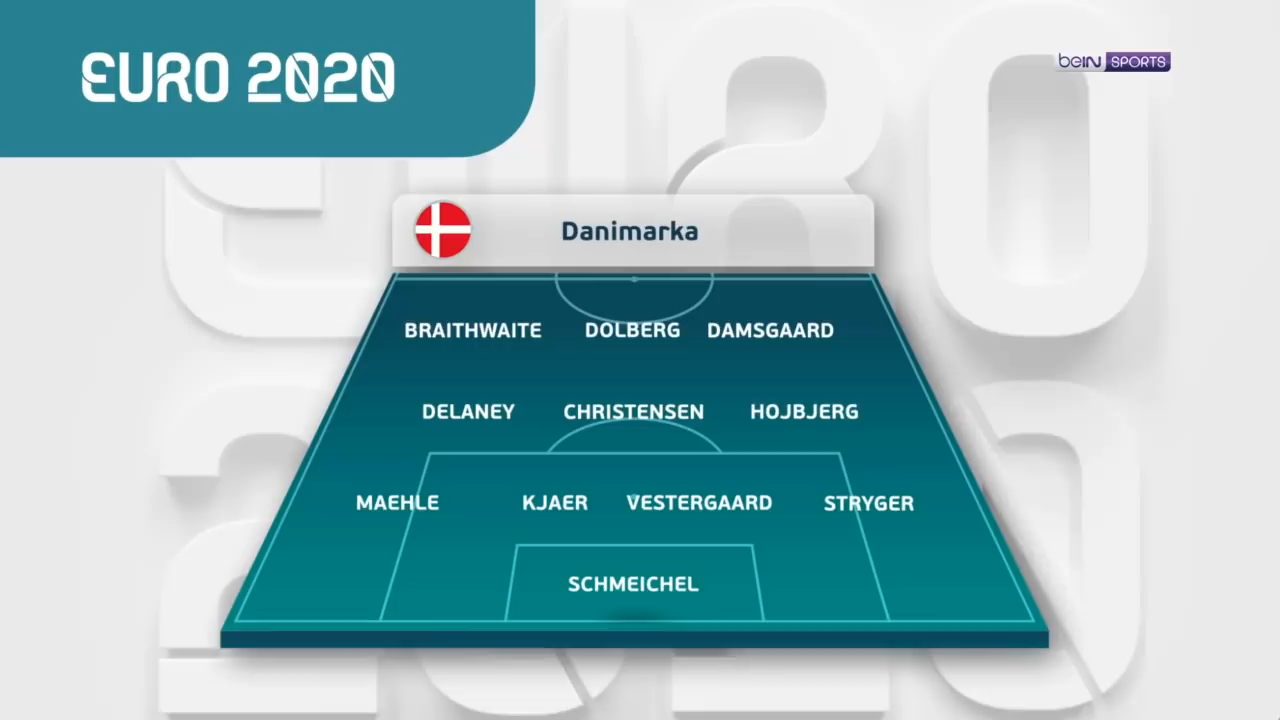 EURO 2020
beIN SPORTS
Danimarka
BRAITHWAITE DOLBERG DAMSGAARD
DELANEY CHRISTENSEN HOJBJERG
MAEHLE KJAER VESTERGAARD STRYGER
SCHMEICHEL